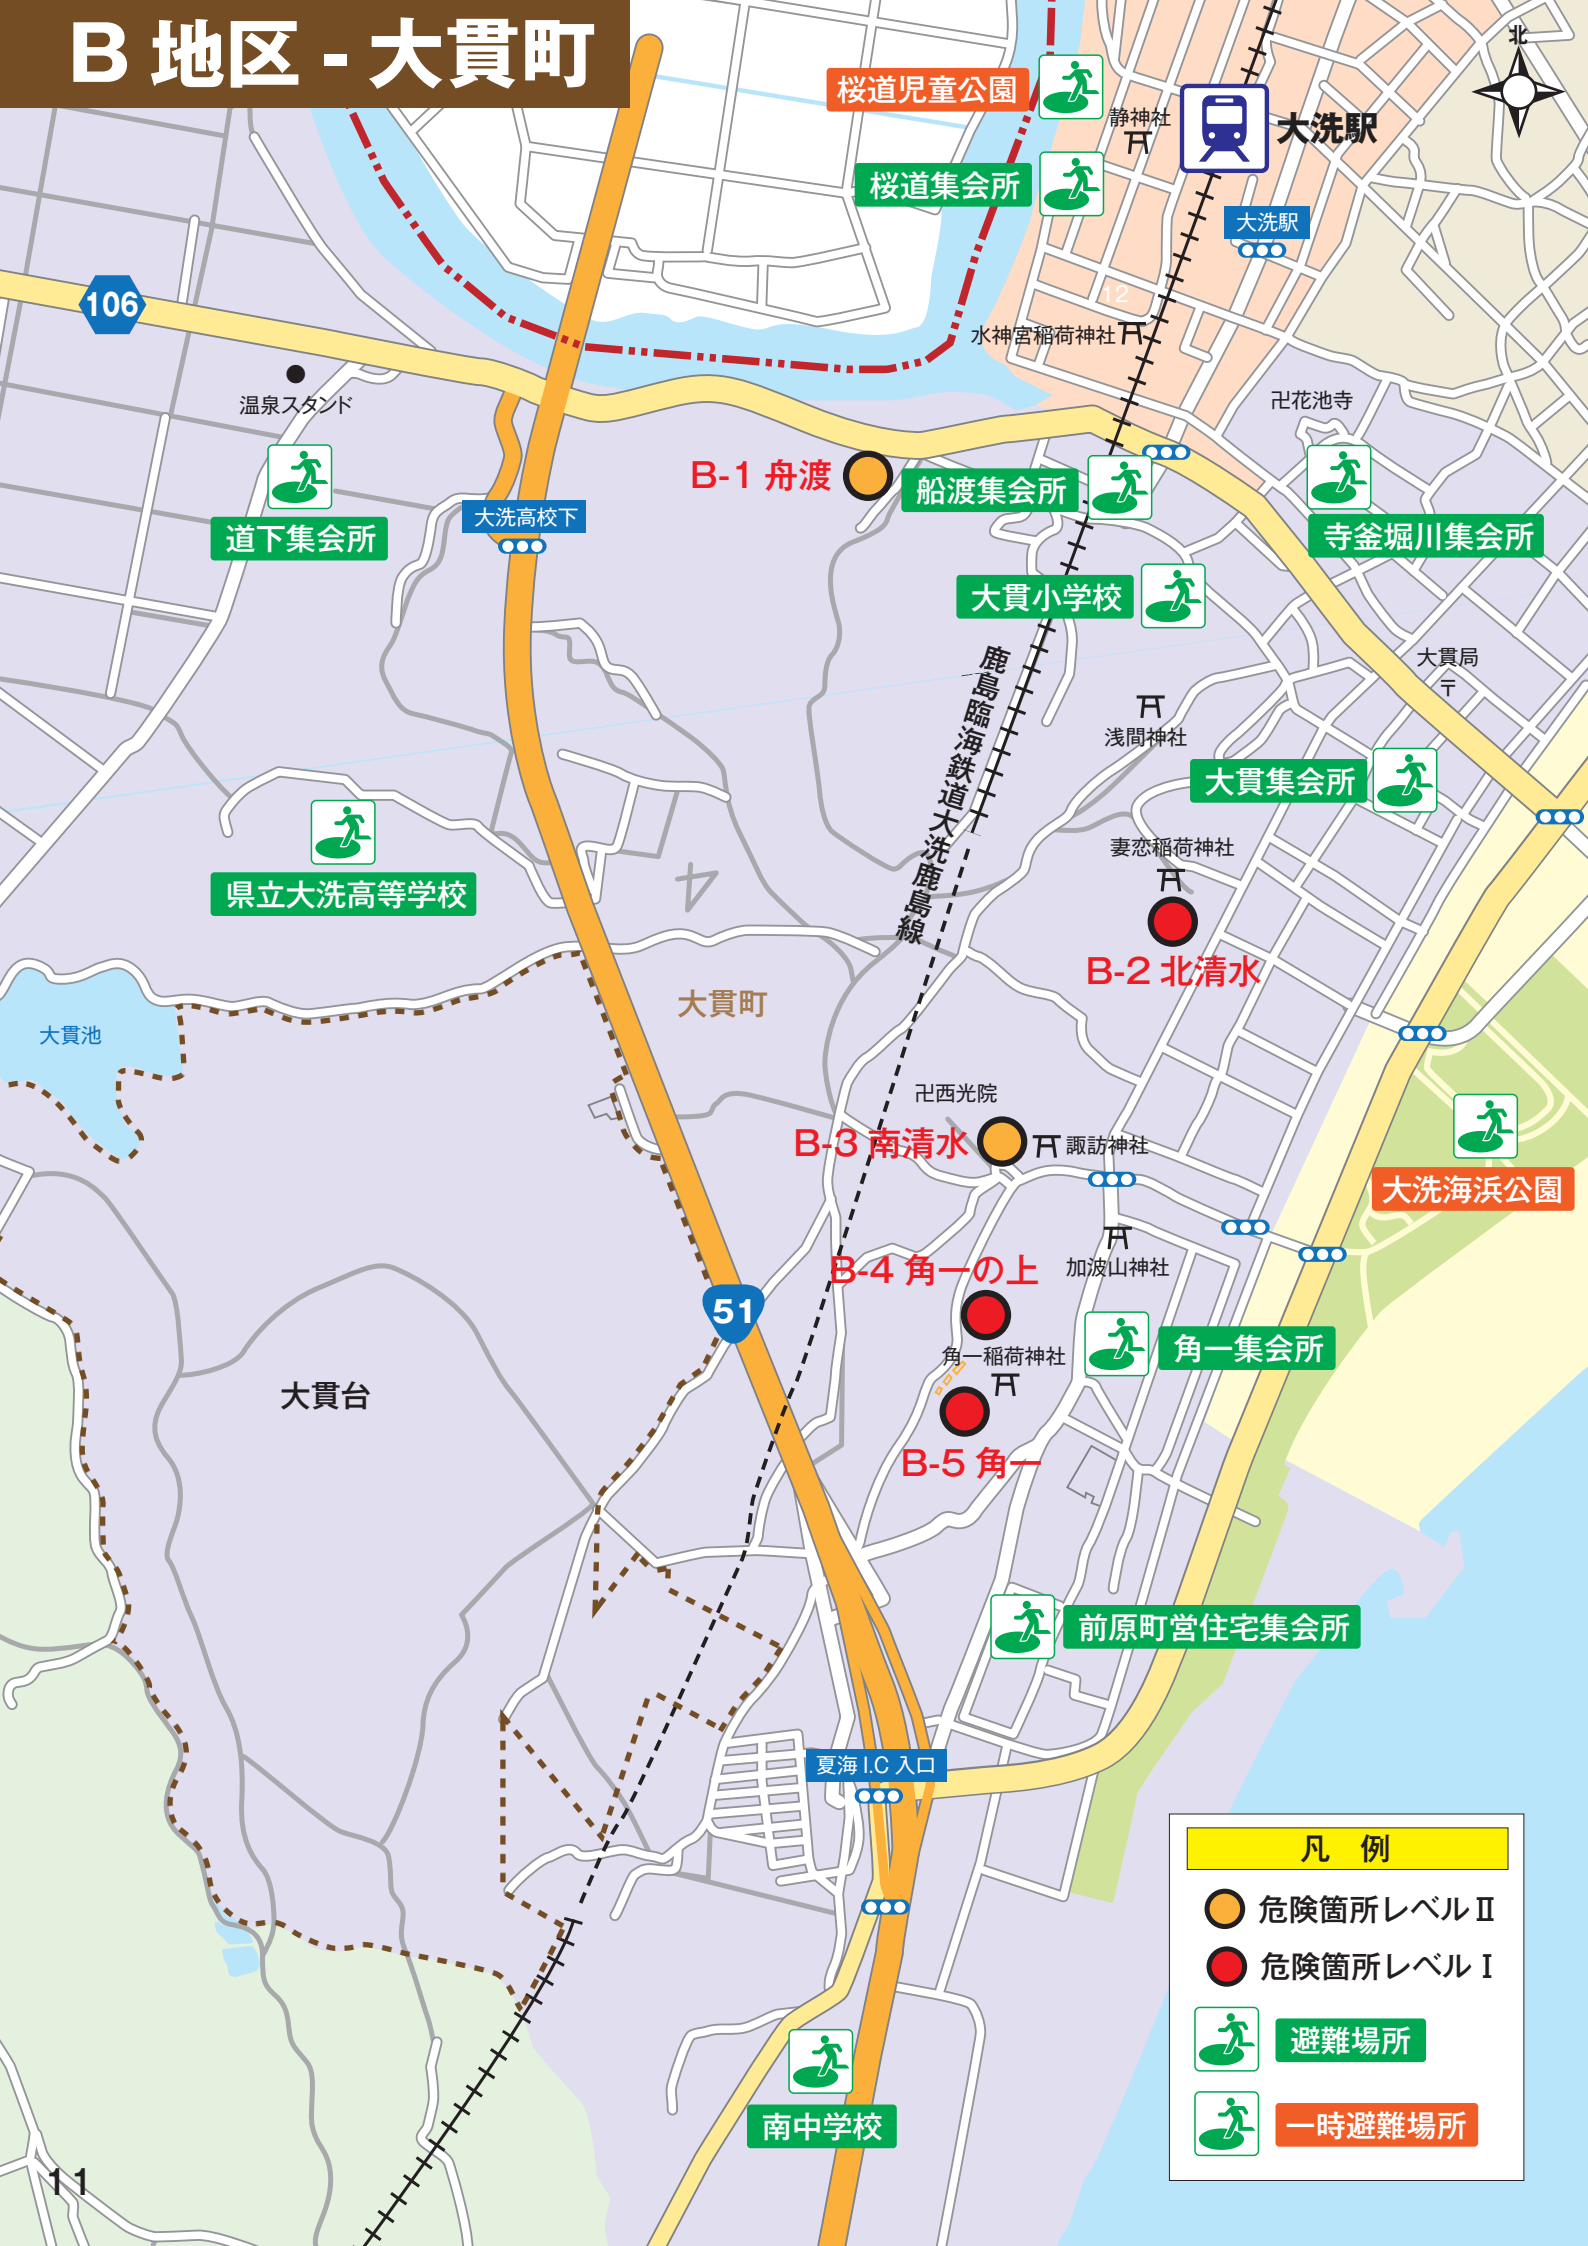 B 地区 - 大貫町
北
桜道児童公園
静神社
大洗駅
桜道集会所
大洗駅
106
12
水神宮稲荷神社
温泉スタンド
卍花池寺
B-1 舟渡
船渡集会所
道下集会所
大洗高校下
寺釜堀川集会所
大貫小学校
鹿島臨海鉄道大洗鹿島線
大貫局
〒
浅間神社
大貫集会所
県立大洗高等学校
妻恋稲荷神社
B-2 北清水
大貫町
大貫池
卍西光院
B-3 南清水
諏訪神社
大洗海浜公園
B-4 角一の上
加波山神社
51
角一集会所
角一稲荷神社
大貫台
B-5 角一
前原町営住宅集会所
夏海 I.C 入口
凡 例
危険箇所レベルⅡ
危険箇所レベルⅠ
避難場所
一時避難場所
南中学校
11